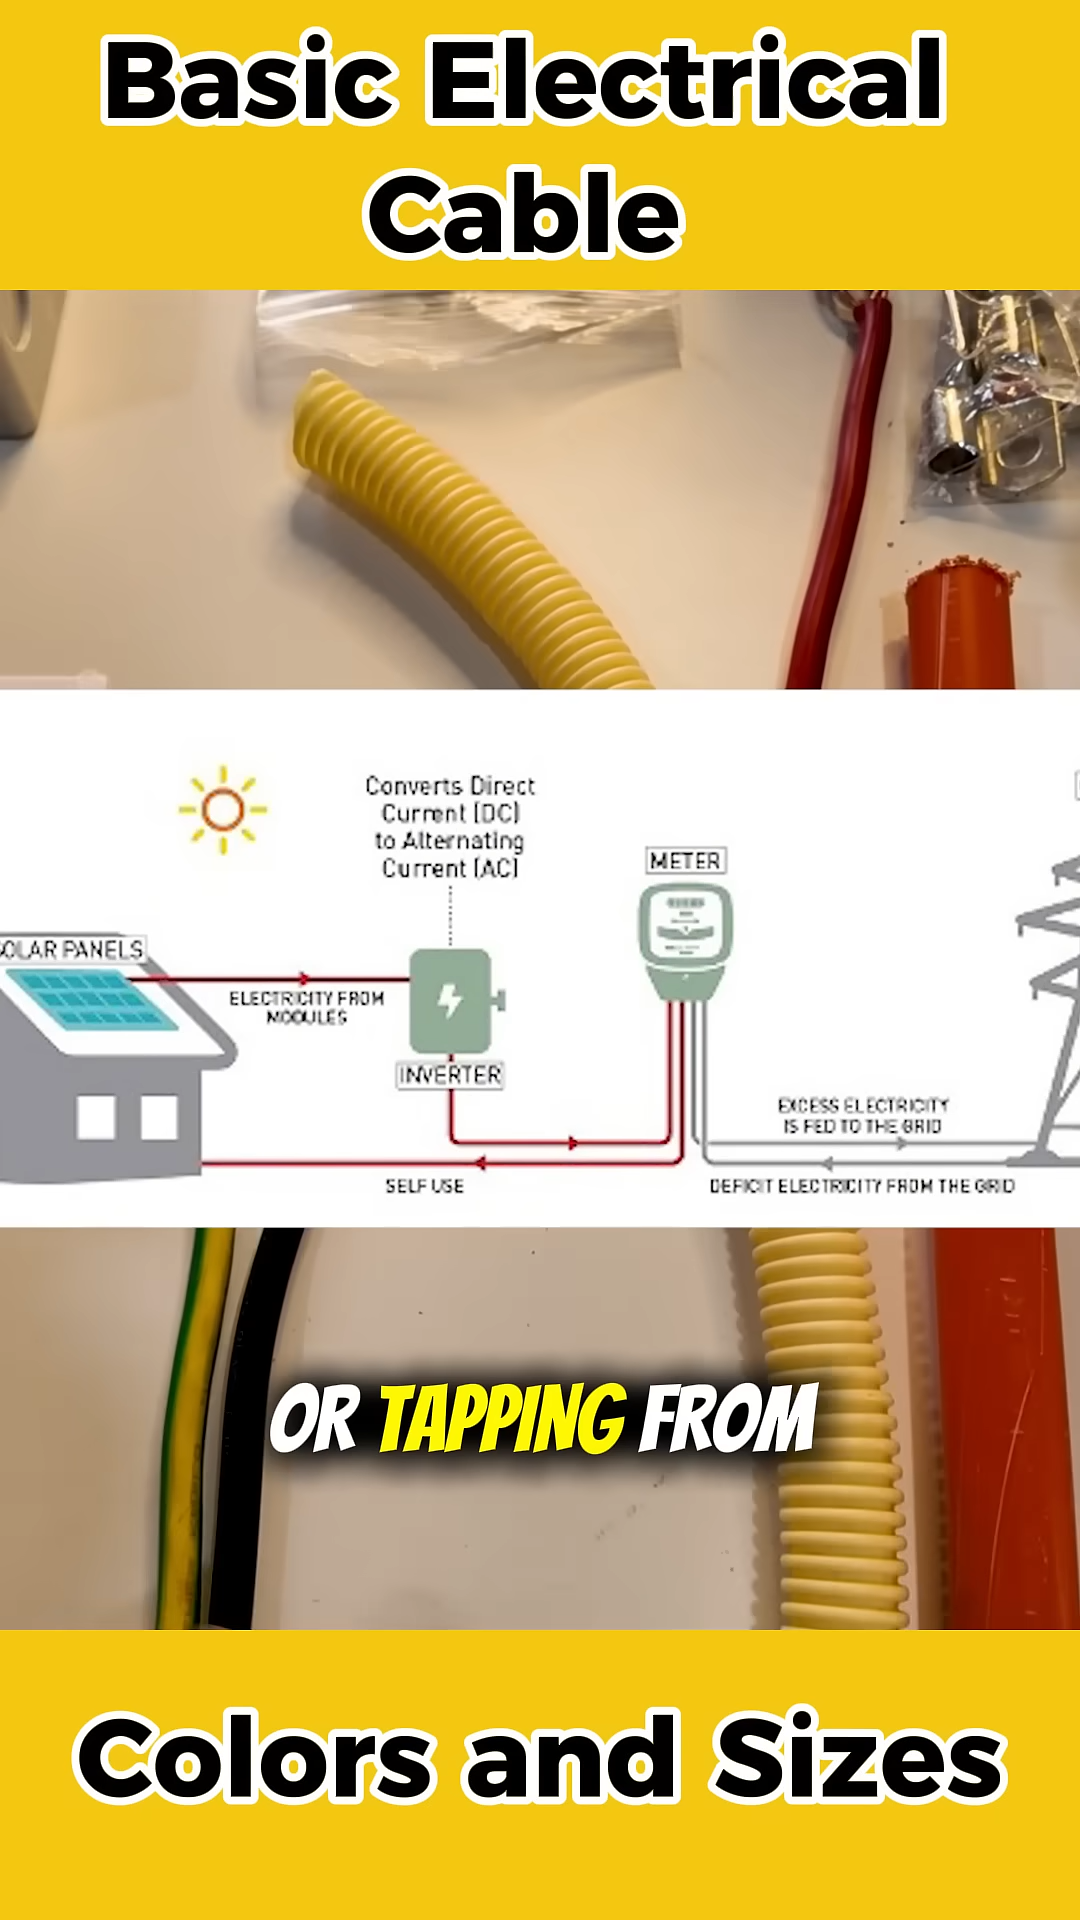 Basic Electrical
Cable
Converts Direct
Current (DC)
to Alternating
Current (AC)
METER
SOLAR PANELS
ELECTRICITY FROM
MODULES
INVERTER
EXCESS ELECTRICITY
IS FED TO THE GRID
SELF USE
DEFICIT ELECTRICITY FROM THE GRID
OR TAPPING FROM
Colors and Sizes